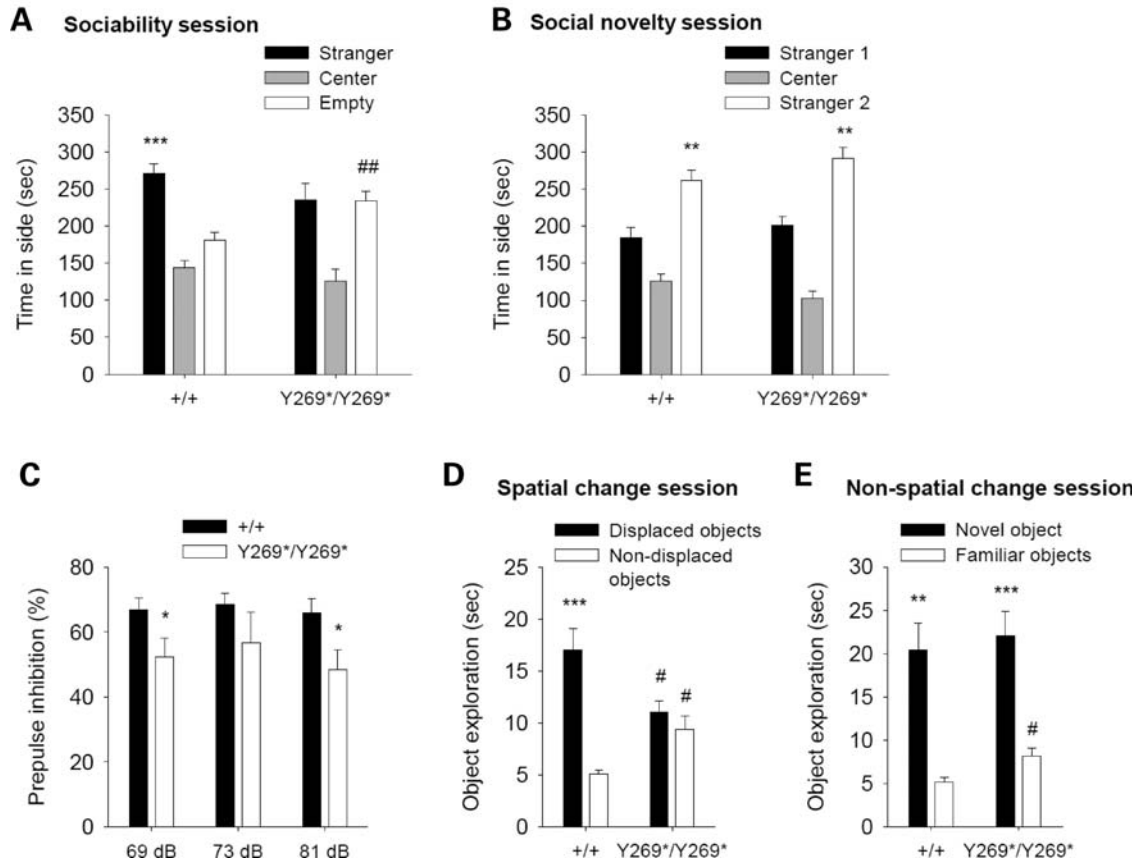 A Sociability session
Stranger
Center
Empty
350
300
250
200
150
100
50
0
Time in side (sec)
***
##
+/+ Y269*/Y269*
B Social novelty session
Stranger 1
Center
Stranger 2
350
300
250
200
150
100
50
0
Time in side (sec)
**
**
+/+ Y269*/Y269*
C
+/+
Y269*/Y269*
80
60
40
20
0
Prepulse inhibition (%)
*
*
69 dB 73 dB 81 dB
D Spatial change session
Displaced objects
Non-displaced
objects
25
20
15
10
5
0
Object exploration (sec)
***
#
#
+/+ Y269*/Y269*
E Non-spatial change session
Novel object
Familiar objects
30
25
20
15
10
5
0
Object exploration (sec)
**
***
#
+/+ Y269*/Y269*